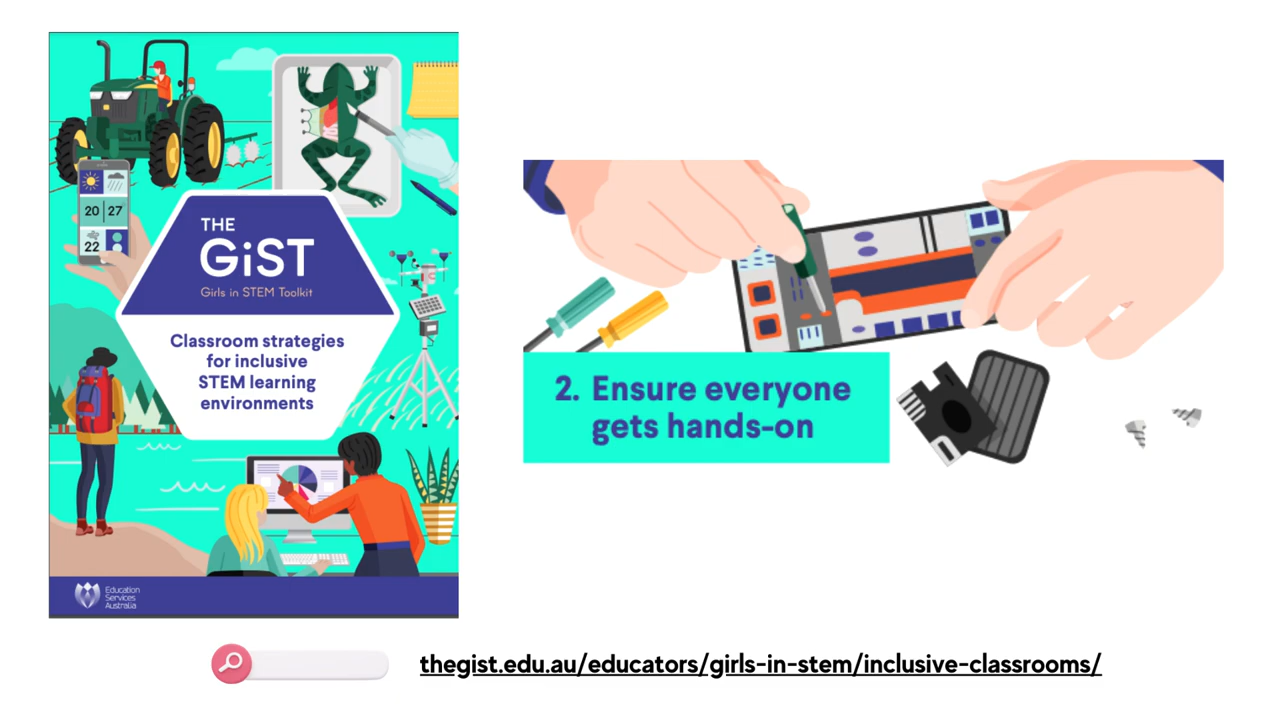 20 27
22
THE
GiST
Girls in STEM Toolkit
Classroom strategies
for inclusive
STEM learning
environments
Education
Services
Australia
2. Ensure everyone
gets hands-on
thegist.edu.au/educators/girls-in-stem/inclusive-classrooms/